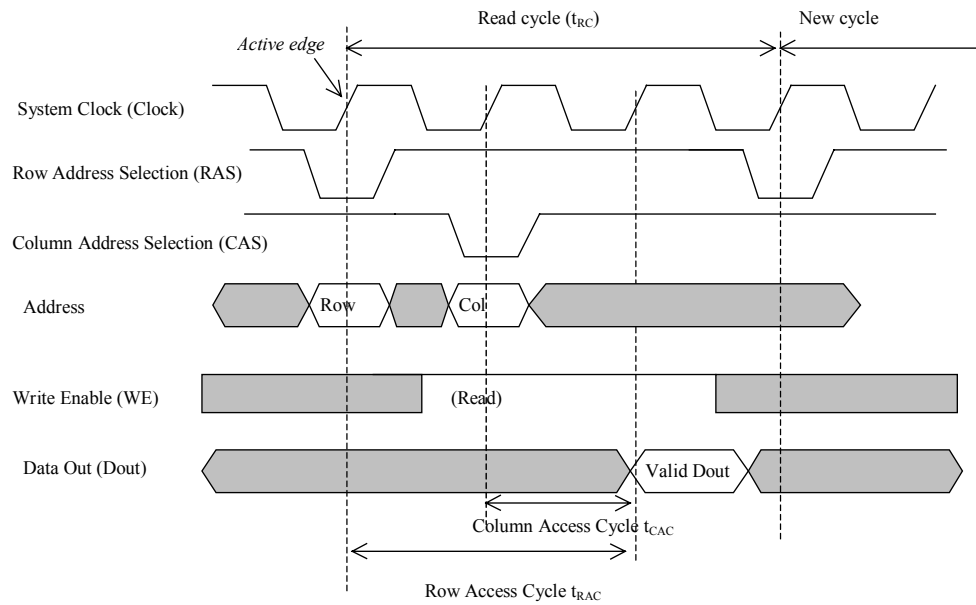 Read cycle (tRC)
New cycle
Active edge
System Clock (Clock)
Row Address Selection (RAS)
Column Address Selection (CAS)
Address
Row
Col
Write Enable (WE)
(Read)
Data Out (Dout)
Valid Dout
Column Access Cycle tCAC
Row Access Cycle tRAC